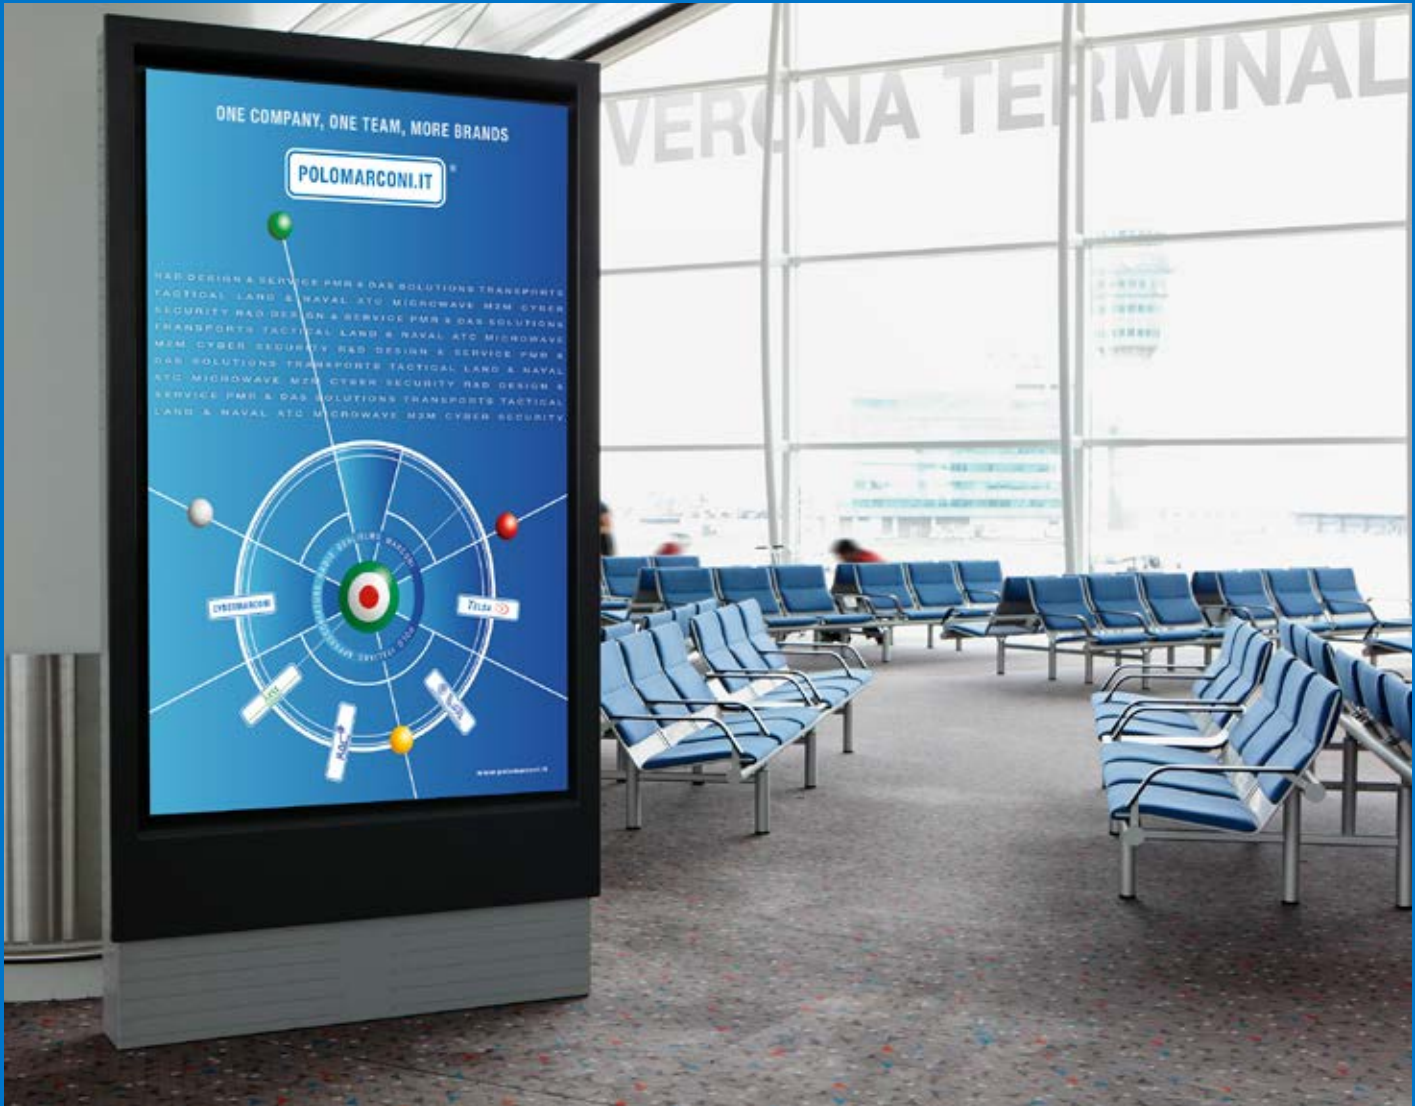 VERONA TERMINAL
ONE COMPANY, ONE TEAM, MORE BRANDS
POLOMARCONI.IT
R&D DESIGN & SERVICE PMR & DAS SOLUTIONS TRANSPORTS
TACTICAL LAND & NAVAL ATC MICROWAVE M2M CYBER
SECURITY R&D DESIGN & SERVICE PMR & DAS SOLUTIONS
TRANSPORTS TACTICAL LAND & NAVAL ATC MICROWAVE
M2M CYBER SECURITY R&D DESIGN & SERVICE PMR &
DAS SOLUTIONS TRANSPORTS TACTICAL LAND & NAVAL
ATC MICROWAVE M2M CYBER SECURITY R&D DESIGN &
SERVICE PMR & DAS SOLUTIONS TRANSPORTS TACTICAL
LAND & NAVAL ATC MICROWAVE M2M CYBER SECURITY
CYBERMARCONI
TELSA
www.polomarconi.it